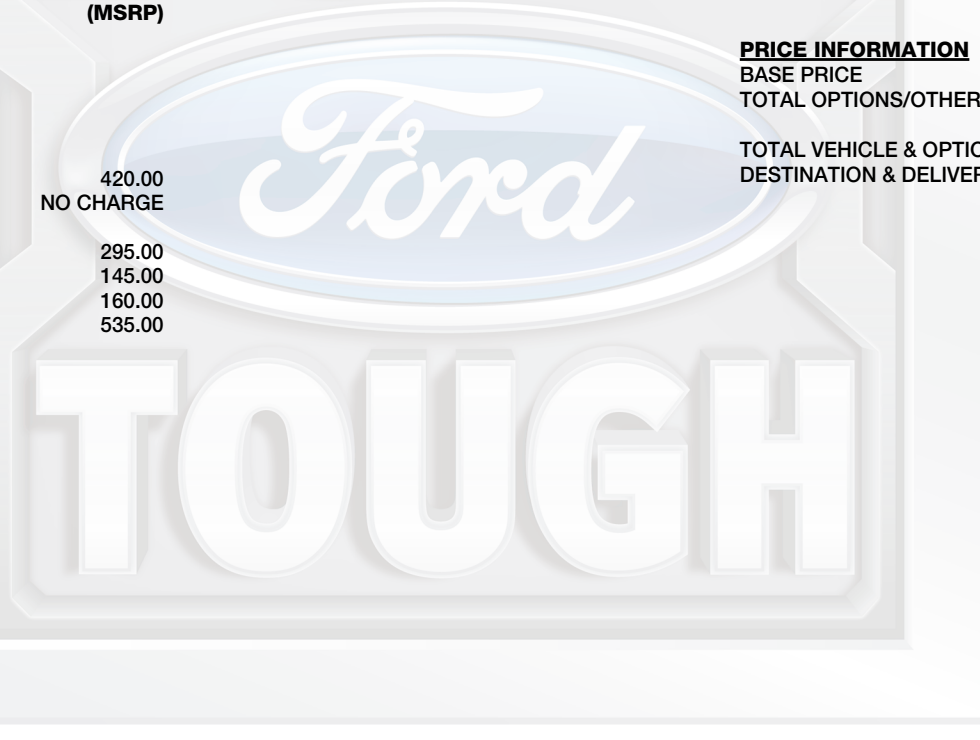 (MSRP)
420.00
NO CHARGE
295.00
145.00
160.00
535.00
PRICE INFORMATION
BASE PRICE
TOTAL OPTIONS/OTHER
TOTAL VEHICLE & OPTIO
DESTINATION & DELIVER
Ford
TOUGH